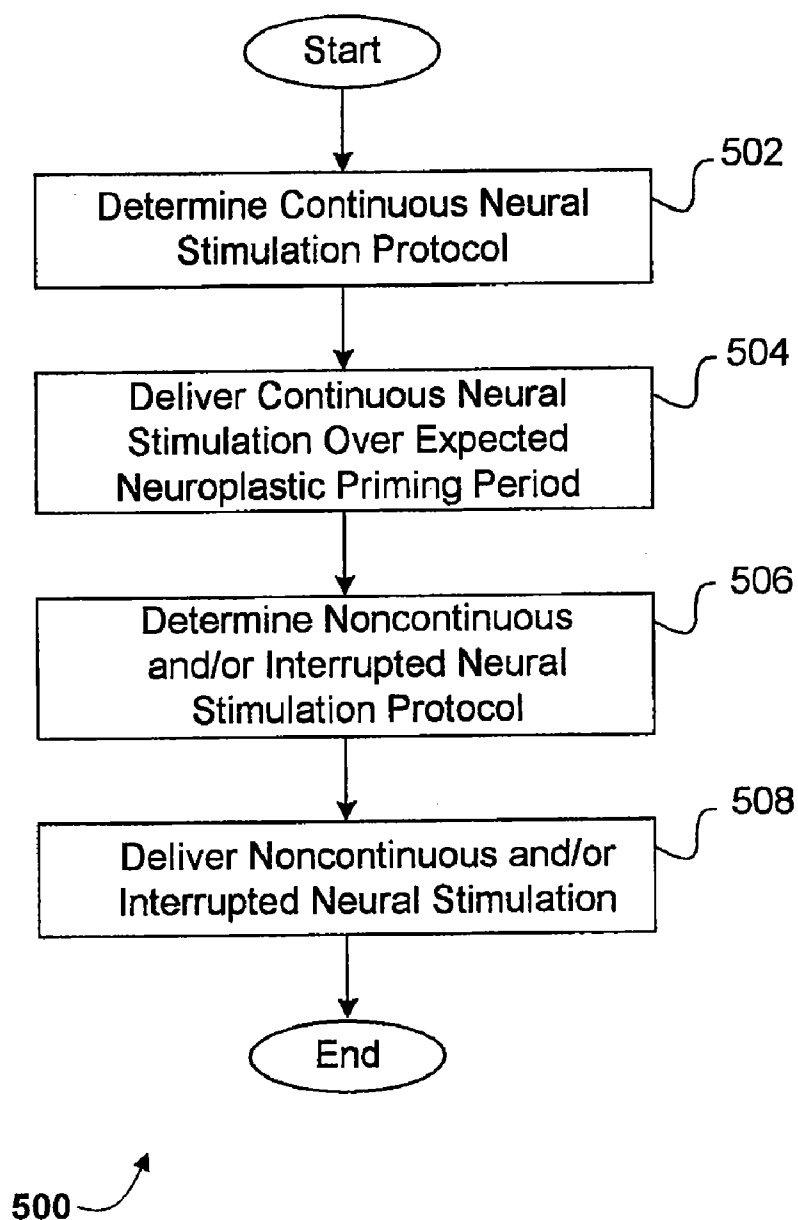 Start
502
Determine Continuous Neural
Stimulation Protocol
504
Deliver Continuous Neural
Stimulation Over Expected
Neuroplastic Priming Period
506
Determine Noncontinuous
and/or Interrupted Neural
Stimulation Protocol
508
Deliver Noncontinuous and/or
Interrupted Neural Stimulation
End
500